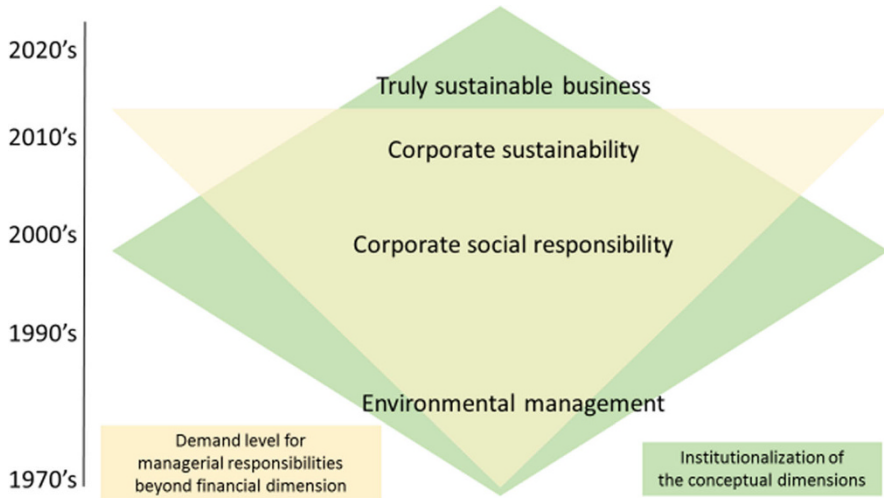 2020's
Truly sustainable business
2010's
Corporate sustainability
2000's
Corporate social responsibility
1990's
Environmental management
1970's
Demand level for
managerial responsibilities
beyond financial dimension
Institutionalization of
the conceptual dimensions